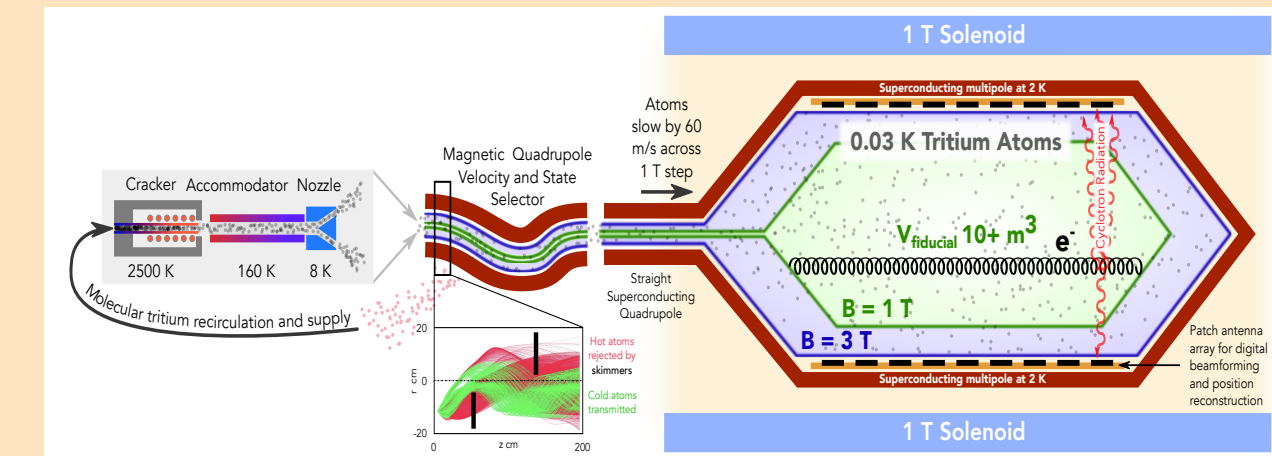 1 T Solenoid
Superconducting multipole at 2 K
0.03 K Tritium Atoms
Atoms
slow by 60
m/s across
1 T step
Magnetic Quadrupole
Velocity and State
Selector
Cracker Accommodator Nozzle
2500 K 160 K 8 K
Molecular tritium recirculation and supply
Cyclotron Radiation
Vfiducial 10+ m³
e⁻
Straight
Superconducting
Quadrupole
B = 1 T
B = 3 T
Patch antenna
array for digital
beamforming
and position
reconstruction
Superconducting multipole at 2 K
20
0
-20
r cm
0
z cm
200
Hot atoms
rejected by
skimmers
Cold atoms
transmitted
1 T Solenoid